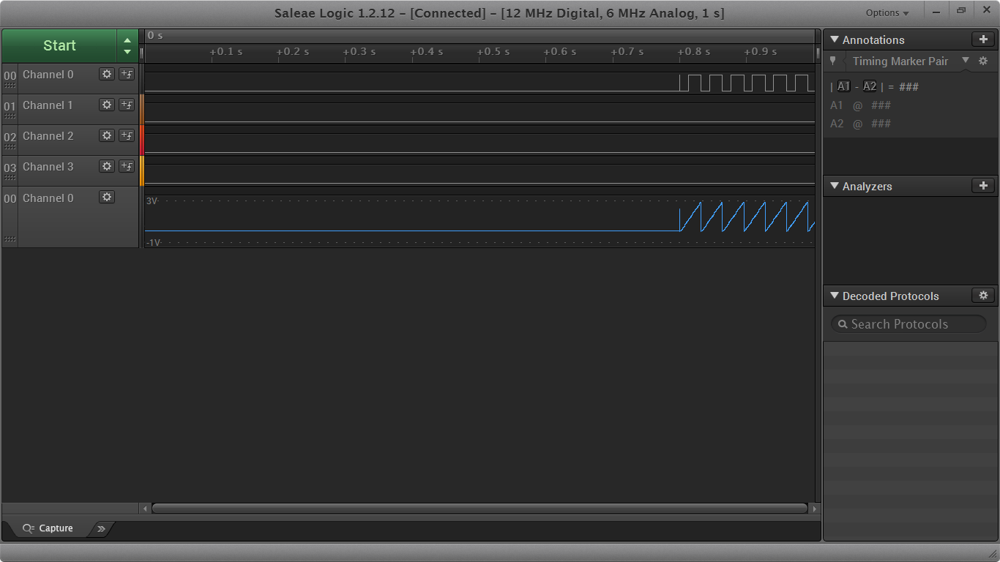 Saleae Logic 1.2.12 – [Connected] – [12 MHz Digital, 6 MHz Analog, 1 s]
Options
Start
0 s
+0.1 s +0.2 s +0.3 s +0.4 s +0.5 s +0.6 s +0.7 s +0.8 s +0.9 s
00 Channel 0
01 Channel 1
02 Channel 2
03 Channel 3
00 Channel 0
3V
-1V
Capture
Annotations
Timing Marker Pair
| A1 - A2 | = ###
A1 @ ###
A2 @ ###
Analyzers
Decoded Protocols
Search Protocols